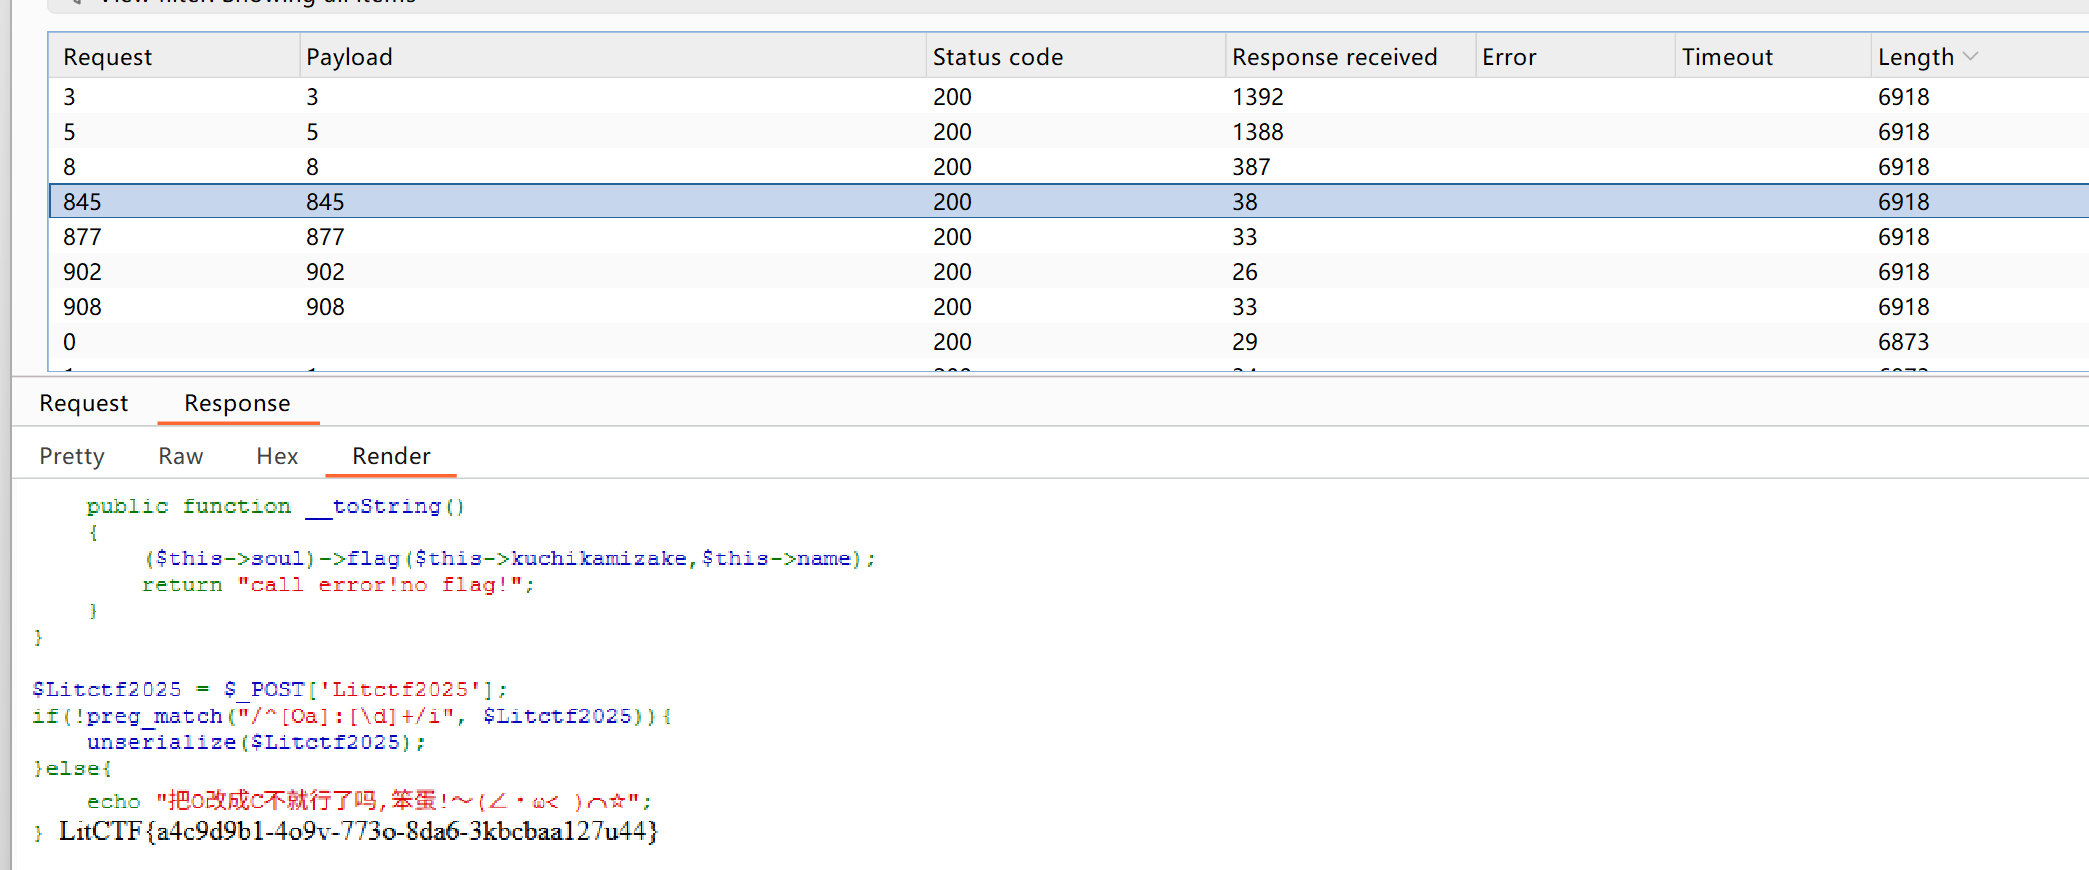 View filter: Showing all items
Request Payload Status code Response received Error Timeout Length
3 3 200 1392 6918
5 5 200 1388 6918
8 8 200 387 6918
845 845 200 38 6918
877 877 200 33 6918
902 902 200 26 6918
908 908 200 33 6918
0 200 29 6873
Request Response
Pretty Raw Hex Render
public function __toString()
{
($this->soul)->flag($this->kuchikamizake,$this->name);
return "call error!no flag!";
}
}
$Litctf2025 = $_POST['Litctf2025'];
if(!preg_match("/^[Oa]:[\d]+/i", $Litctf2025)){
unserialize($Litctf2025);
}else{
echo "把O改成C不就行了吗,笨蛋!～(∠・ω< )⌒☆";
} LitCTF{a4c9d9b1-4o9v-773o-8da6-3kbcbaa127u44}